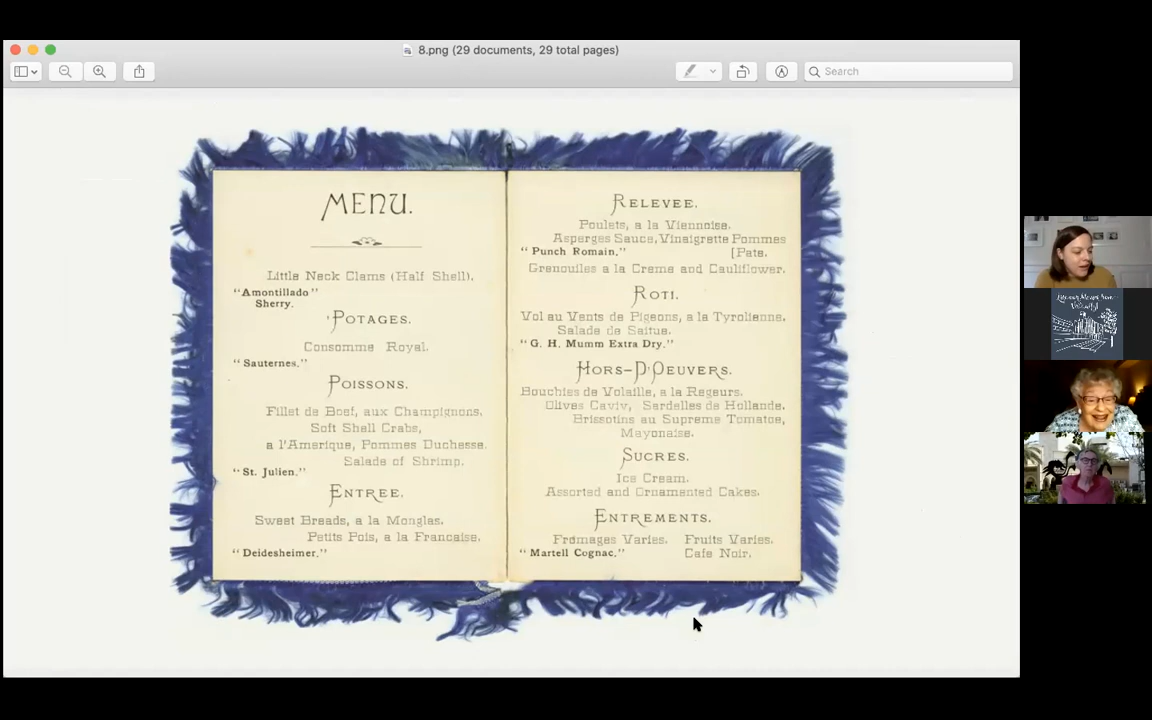 8.png (29 documents, 29 total pages)
Search
MENU.
Little Neck Clams (Half Shell).
"Amontillado"
Sherry.
POTAGES.
Consomme Royal.
"Sauternes."
POISSONS.
Fillet de Boef, aux Champignons,
Soft Shell Crabs,
a l'Amerique, Pommes Duchesse.
Salade of Shrimp.
"St. Julien."
ENTREE.
Sweet Breads, a la Monglas.
Petits Pois, a la Francaise.
"Deidesheimer."
RELEVEE.
Poulets, a la Viennoise.
Asperges Sauce, Vinaigrette Pommes
"Punch Romain." [Pate.
Grenouiles a la Creme and Cauliflower.
ROTI.
Vol au Vents de Pigeons, a la Tyrolienne.
Salade de Saitue.
"G. H. Mumm Extra Dry."
HORS-D'OEUVERS.
Bouchies de Volaille, a la Regeurs.
Olives Caviv, Sardelles de Hollande.
Brissotins au Supreme Tomatoe,
Mayonaise.
SUCRES.
Ice Cream.
Assorted and Ornamented Cakes.
ENTREMENTS.
Fromages Varies. Fruits Varies.
"Martell Cognac." Cafe Noir.